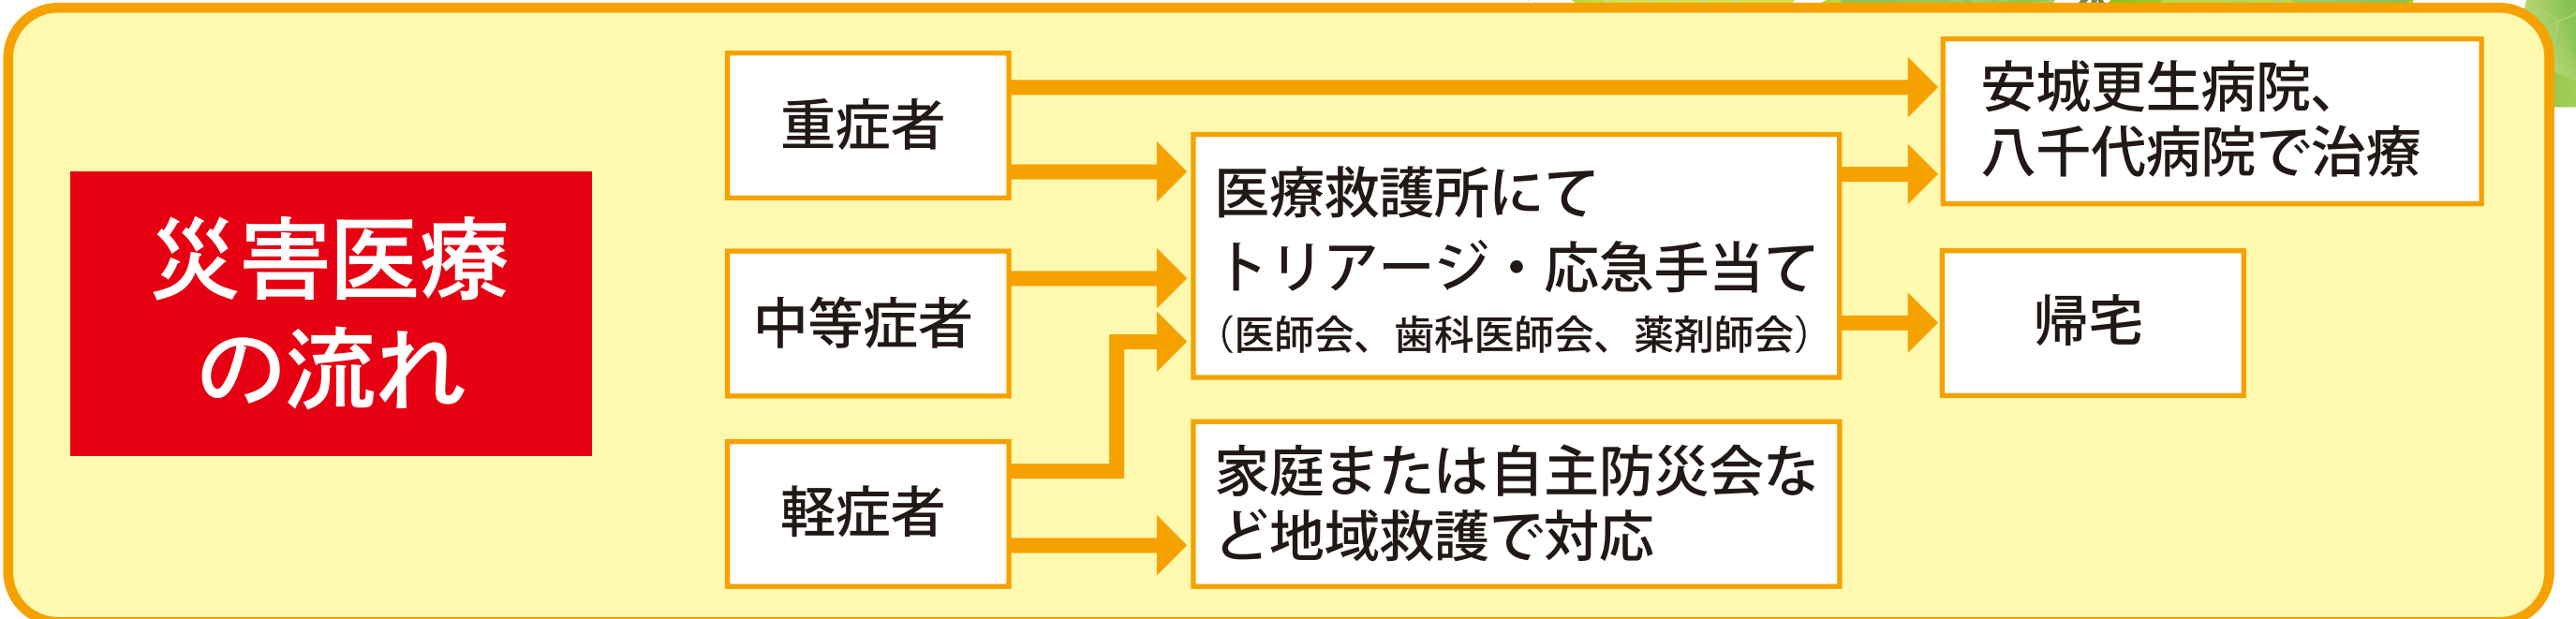 災害医療
の流れ
重症者
中等症者
軽症者
医療救護所にて
トリアージ・応急手当て
（医師会、歯科医師会、薬剤師会）
家庭または自主防災会な
ど地域救護で対応
安城更生病院、
八千代病院で治療
帰宅